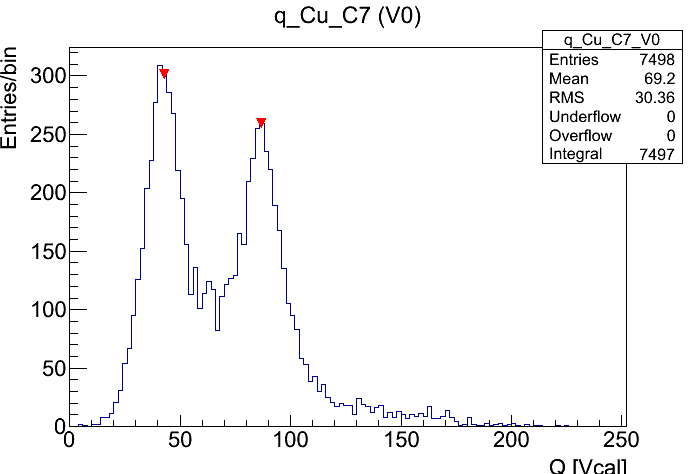 q_Cu_C7 (V0)
q_Cu_C7_V0
Entries 7498
Mean 69.2
RMS 30.36
Underflow 0
Overflow 0
Integral 7497
Entries/bin
300
250
200
150
100
50
0
0 50 100 150 200 250
Q [Vcal]